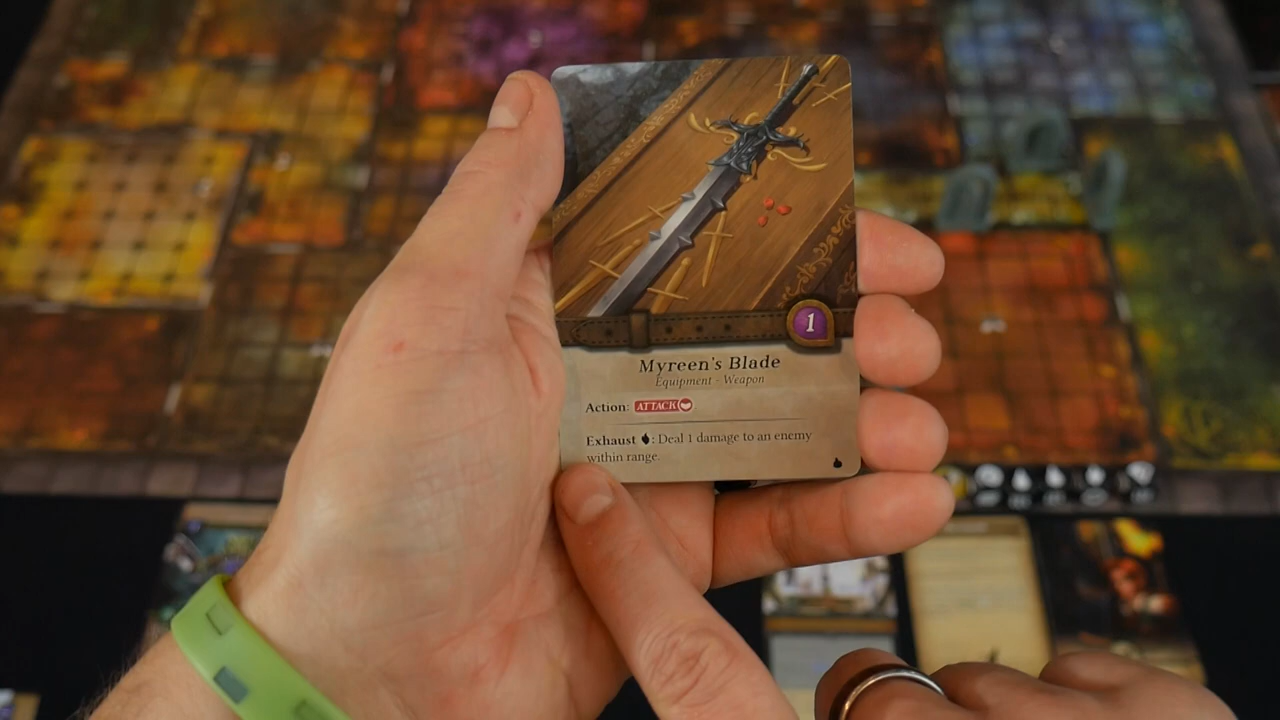 1
Myreen's Blade
Equipment - Weapon
Action: ATTACK
Exhaust : Deal 1 damage to an enemy
within range.